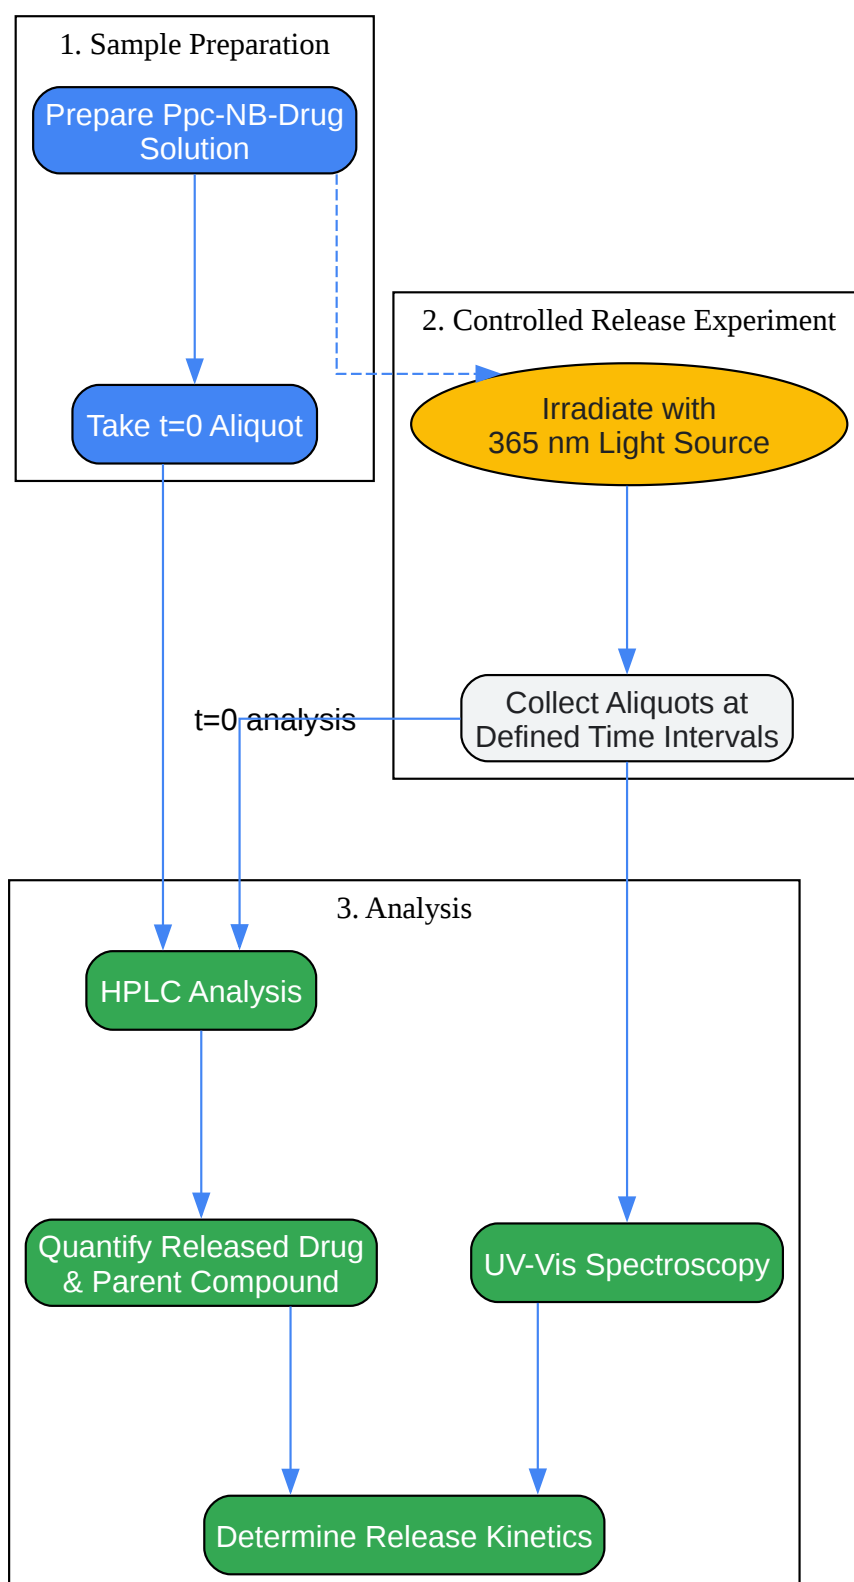 1. Sample Preparation
Prepare Ppc-NB-Drug
Solution
Take t=0 Aliquot
2. Controlled Release Experiment
Irradiate with
365 nm Light Source
Collect Aliquots at
Defined Time Intervals
t=0 analysis
3. Analysis
HPLC Analysis
Quantify Released Drug
& Parent Compound
UV-Vis Spectroscopy
Determine Release Kinetics